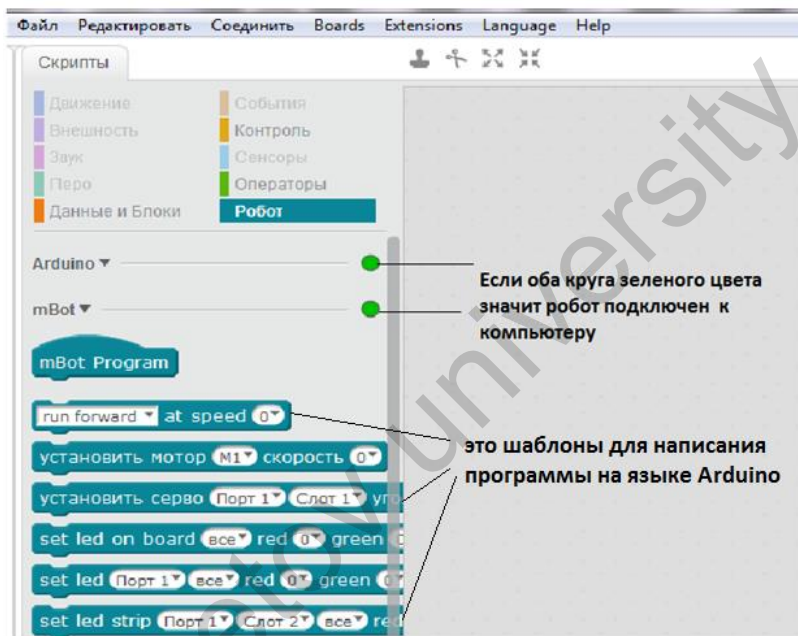 Файл Редактировать Соединить Boards Extensions Language Help
Скрипты
Движение События
Внешность Контроль
Звук Сенсоры
Перо Операторы
Данные и Блоки Робот
Arduino
mBot
Если оба круга зеленого цвета
значит робот подключен к
компьютеру
mBot Program
run forward at speed 0
это шаблоны для написания
программы на языке Arduino
установить мотор M1 скорость 0
установить серво Порт 1 Слот 1
set led on board все red 0 green
set led Порт 1 все red 0 green 0
set led strip Порт 1 Слот 2 все red
university